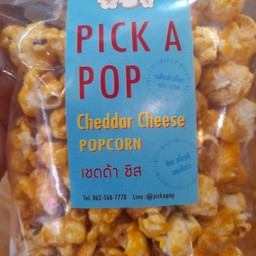 PICK A
POP
Cheddar Cheese
POPCORN
เชดด้า ชีส
Tel. 062-568-7778 Line :@pickapop